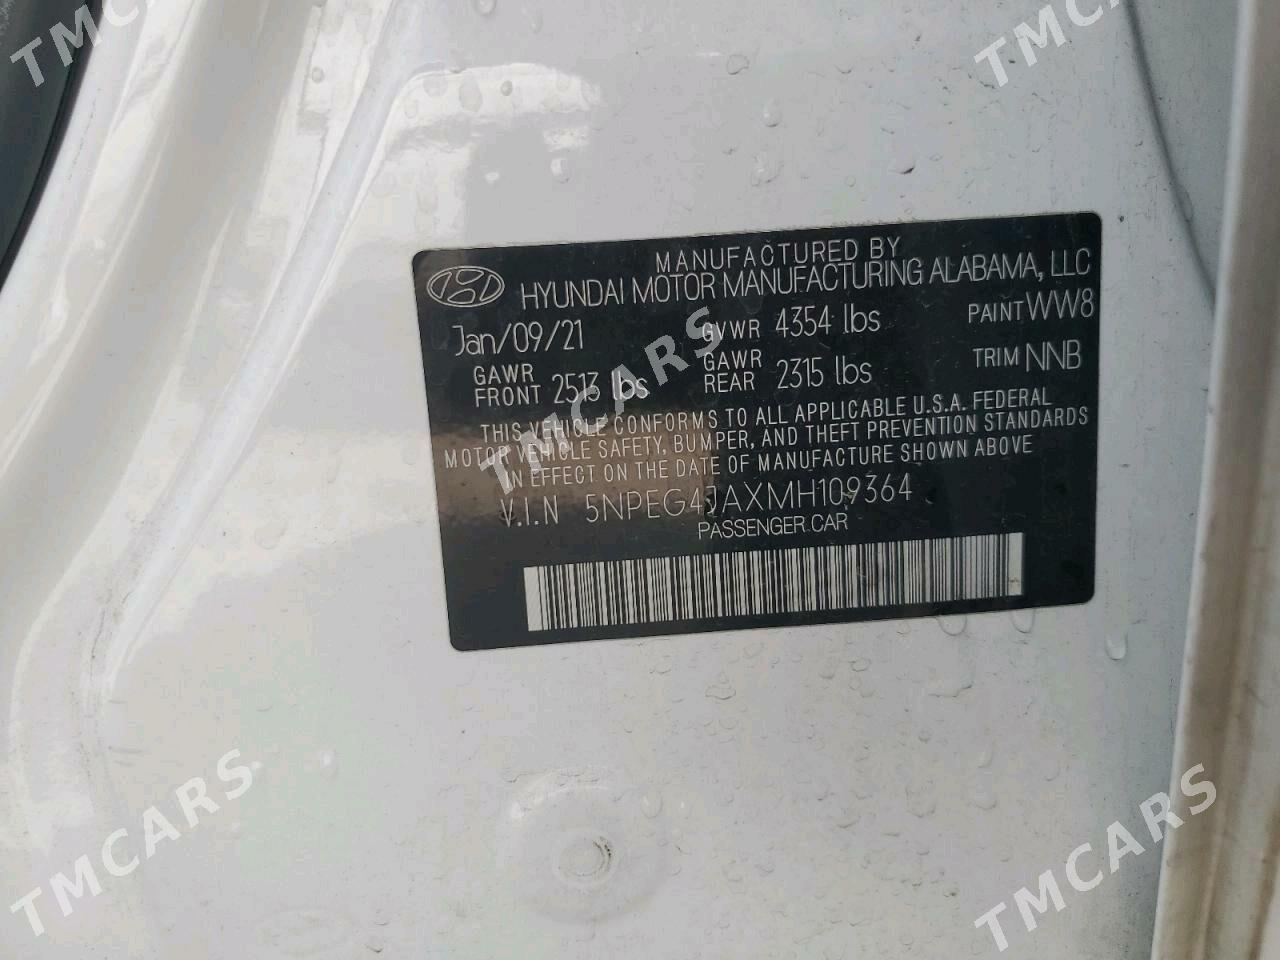 TMCARS
TMCARS
MANUFACTURED BY
HYUNDAI MOTOR MANUFACTURING ALABAMA, LLC
Jan/09/21 GVWR 4354 lbs PAINT WW8
GAWR FRONT 2513 lbs GAWR REAR 2315 lbs TRIM NNB
THIS VEHICLE CONFORMS TO ALL APPLICABLE U.S.A. FEDERAL
MOTOR VEHICLE SAFETY, BUMPER, AND THEFT PREVENTION STANDARDS
IN EFFECT ON THE DATE OF MANUFACTURE SHOWN ABOVE
V.I.N 5NPEG4JAXMH109364
PASSENGER CAR
TMCARS
TMCARS
TMCARS